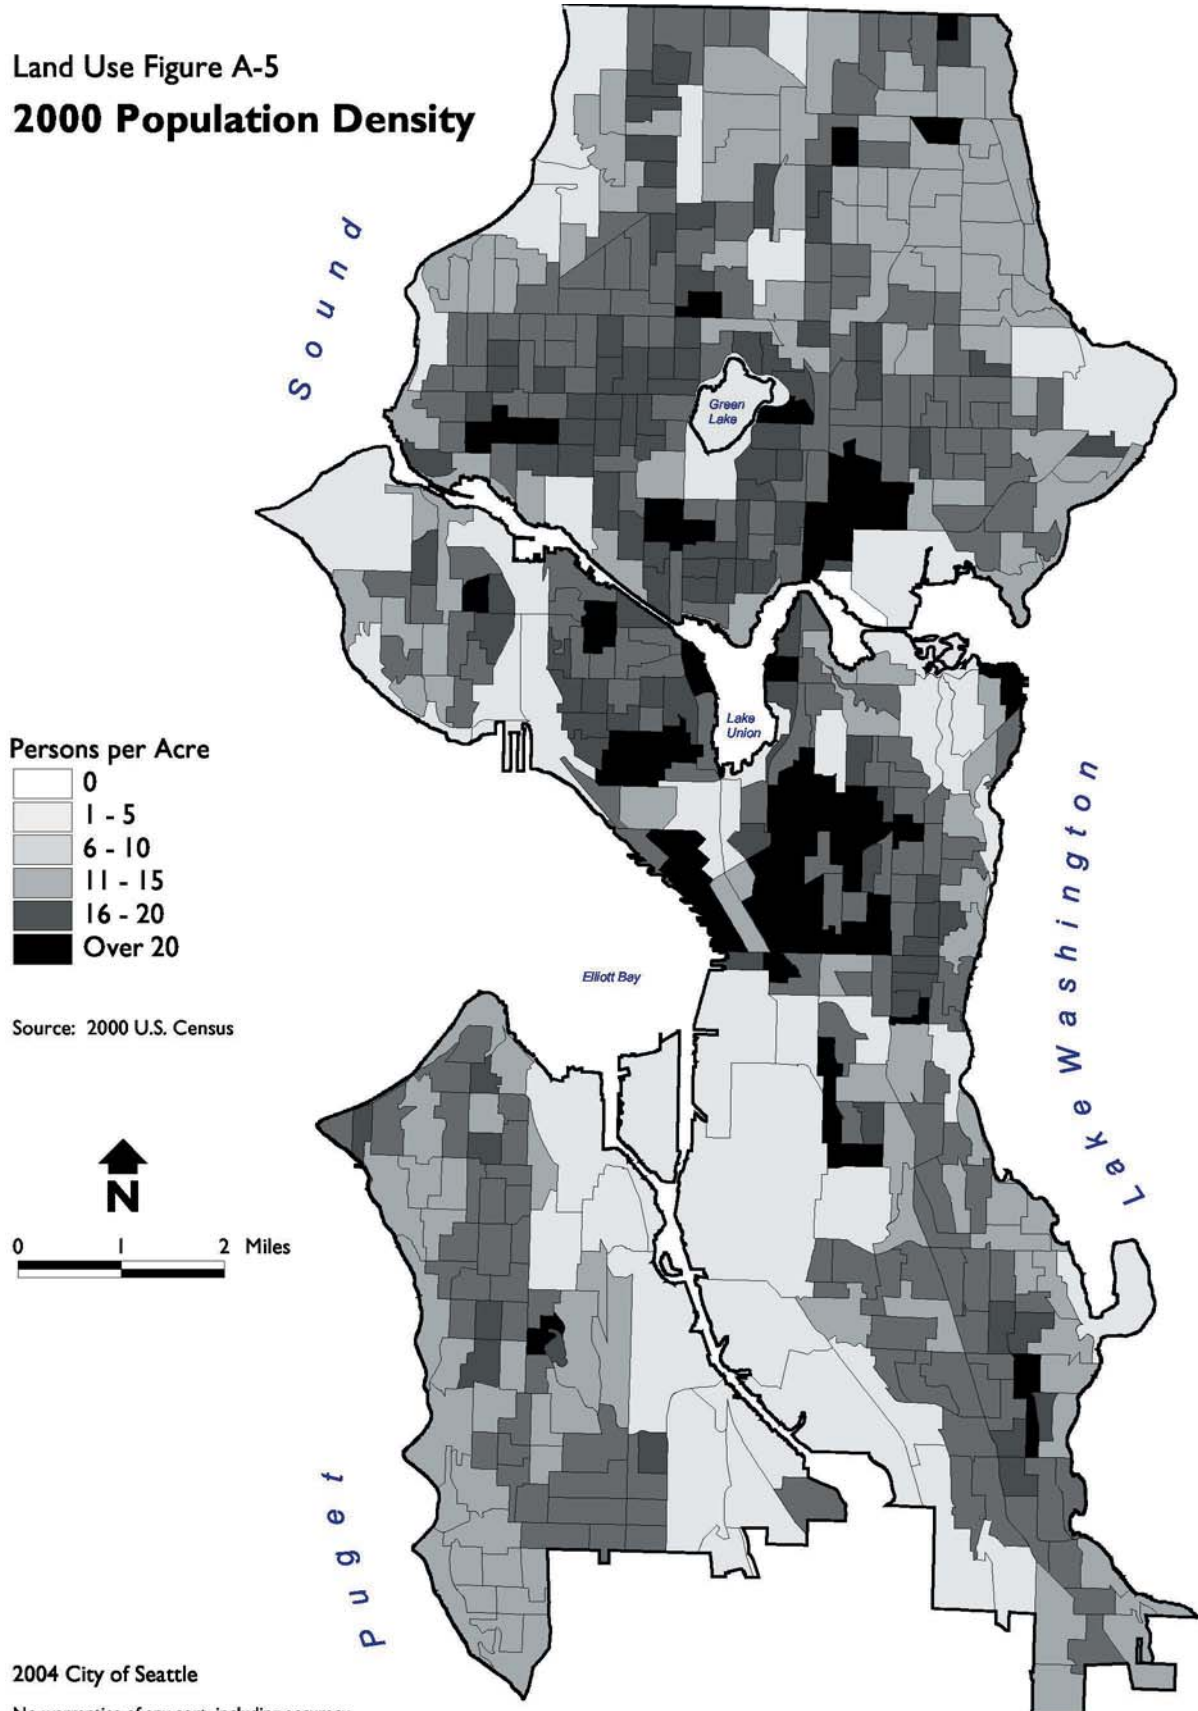 Land Use Figure A-5
2000 Population Density
Puget Sound
Green
Lake
Lake
Union
Persons per Acre
0
1 - 5
6 - 10
11 - 15
16 - 20
Over 20
Elliott Bay
Lake Washington
Source: 2000 U.S. Census
N
0 1 2 Miles
2004 City of Seattle